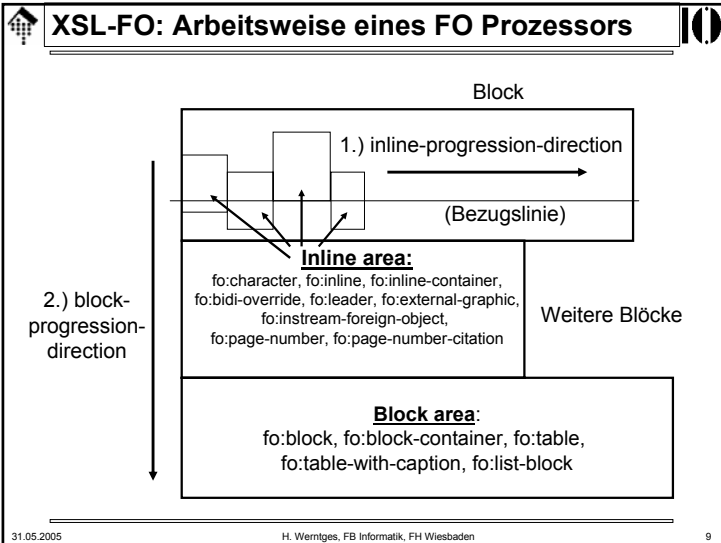 XSL-FO: Arbeitsweise eines FO Prozessors
Block
1.) inline-progression-direction
(Bezugslinie)
Inline area:
fo:character, fo:inline, fo:inline-container,
fo:bidi-override, fo:leader, fo:external-graphic,
fo:instream-foreign-object,
fo:page-number, fo:page-number-citation
2.) block-
progression-
direction
Weitere Blöcke
Block area:
fo:block, fo:block-container, fo:table,
fo:table-with-caption, fo:list-block
31.05.2005
H. Werntges, FB Informatik, FH Wiesbaden
9